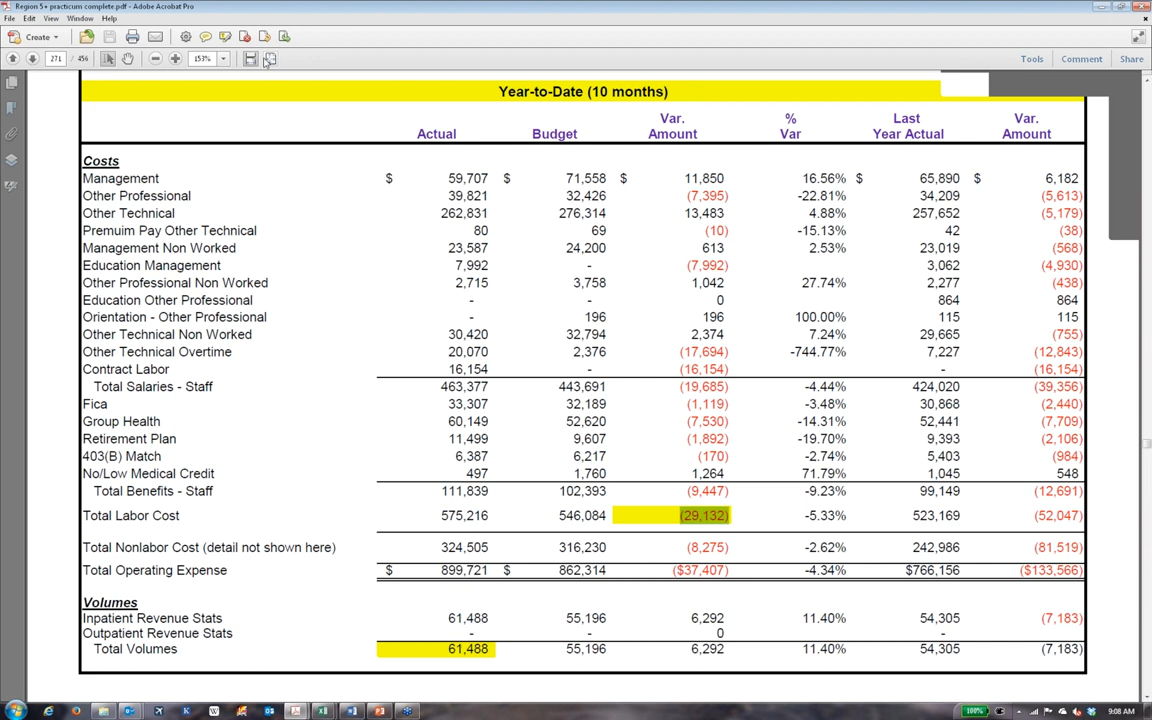 Region 5+ practicum complete.pdf - Adobe Acrobat Pro
File Edit View Window Help
Create
271 / 456 153% Tools Comment Share
Year-to-Date (10 months)
Var. % Last Var.
Actual Budget Amount Var Year Actual Amount
Costs
Management $ 59,707 $ 71,558 $ 11,850 16.56% $ 65,890 $ 6,182
Other Professional 39,821 32,426 (7,395) -22.81% 34,209 (5,613)
Other Technical 262,831 276,314 13,483 4.88% 257,652 (5,179)
Premuim Pay Other Technical 80 69 (10) -15.13% 42 (38)
Management Non Worked 23,587 24,200 613 2.53% 23,019 (568)
Education Management 7,992 - (7,992) 3,062 (4,930)
Other Professional Non Worked 2,715 3,758 1,042 27.74% 2,277 (438)
Education Other Professional - - 0 864 864
Orientation - Other Professional - 196 196 100.00% 115 115
Other Technical Non Worked 30,420 32,794 2,374 7.24% 29,665 (755)
Other Technical Overtime 20,070 2,376 (17,694) -744.77% 7,227 (12,843)
Contract Labor 16,154 - (16,154) - (16,154)
Total Salaries - Staff 463,377 443,691 (19,685) -4.44% 424,020 (39,356)
Fica 33,307 32,189 (1,119) -3.48% 30,868 (2,440)
Group Health 60,149 52,620 (7,530) -14.31% 52,441 (7,709)
Retirement Plan 11,499 9,607 (1,892) -19.70% 9,393 (2,106)
403(B) Match 6,387 6,217 (170) -2.74% 5,403 (984)
No/Low Medical Credit 497 1,760 1,264 71.79% 1,045 548
Total Benefits - Staff 111,839 102,393 (9,447) -9.23% 99,149 (12,691)
Total Labor Cost 575,216 546,084 (29,132) -5.33% 523,169 (52,047)
Total Nonlabor Cost (detail not shown here) 324,505 316,230 (8,275) -2.62% 242,986 (81,519)
Total Operating Expense $ 899,721 $ 862,314 ($37,407) -4.34% $766,156 ($133,566)
Volumes
Inpatient Revenue Stats 61,488 55,196 6,292 11.40% 54,305 (7,183)
Outpatient Revenue Stats - - 0 -
Total Volumes 61,488 55,196 6,292 11.40% 54,305 (7,183)
100% 9:08 AM